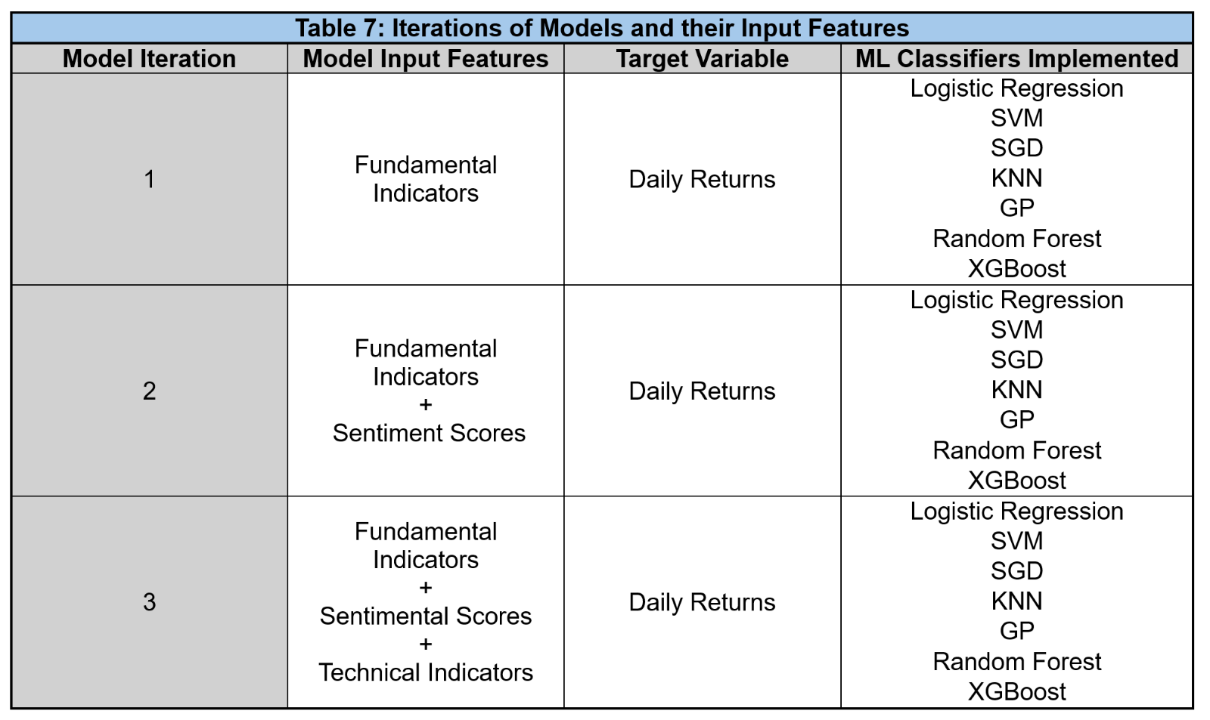 Table 7: Iterations of Models and their Input Features
Model Iteration Model Input Features Target Variable ML Classifiers Implemented
1
Fundamental
Indicators
Daily Returns
Logistic Regression
SVM
SGD
KNN
GP
Random Forest
XGBoost
2
Fundamental
Indicators
+
Sentiment Scores
Daily Returns
Logistic Regression
SVM
SGD
KNN
GP
Random Forest
XGBoost
3
Fundamental
Indicators
+
Sentimental Scores
+
Technical Indicators
Daily Returns
Logistic Regression
SVM
SGD
KNN
GP
Random Forest
XGBoost